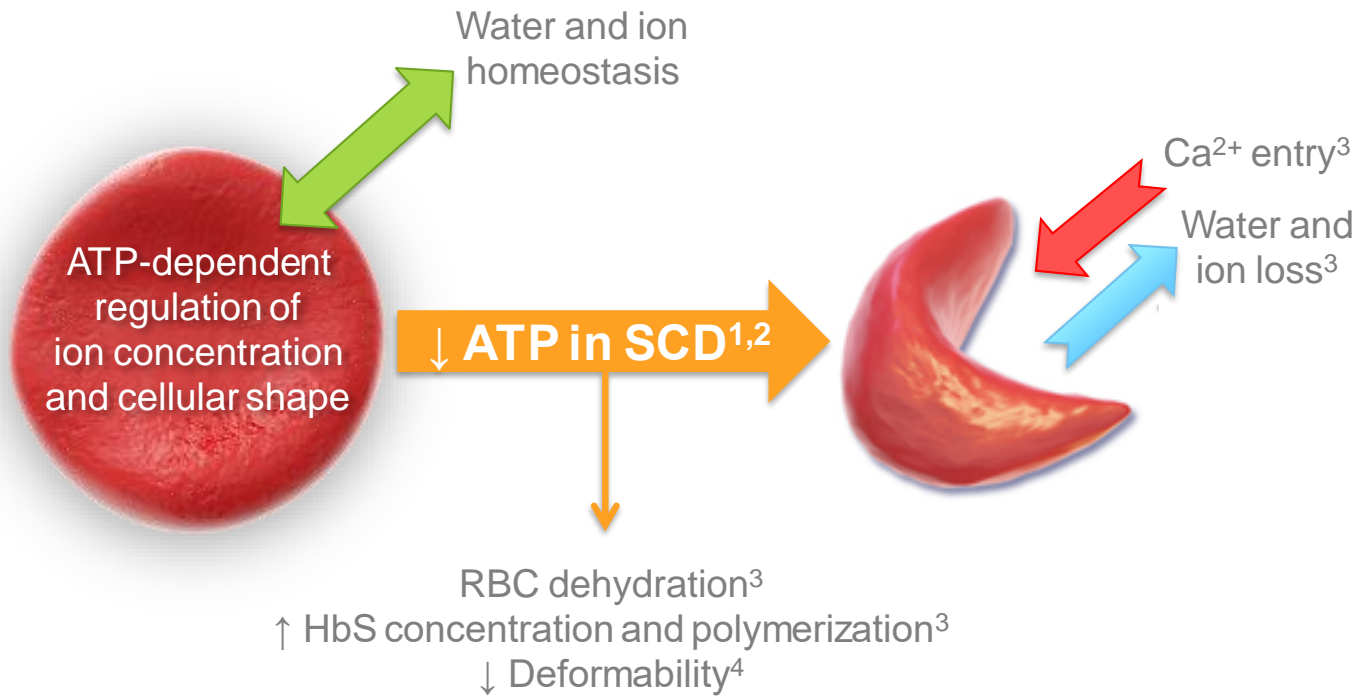 Water and ion
homeostasis
Ca²⁺ entry³
Water and
ion loss³
ATP-dependent
regulation of
ion concentration
and cellular shape
↓ ATP in SCD¹,²
RBC dehydration³
↑ HbS concentration and polymerization³
↓ Deformability⁴